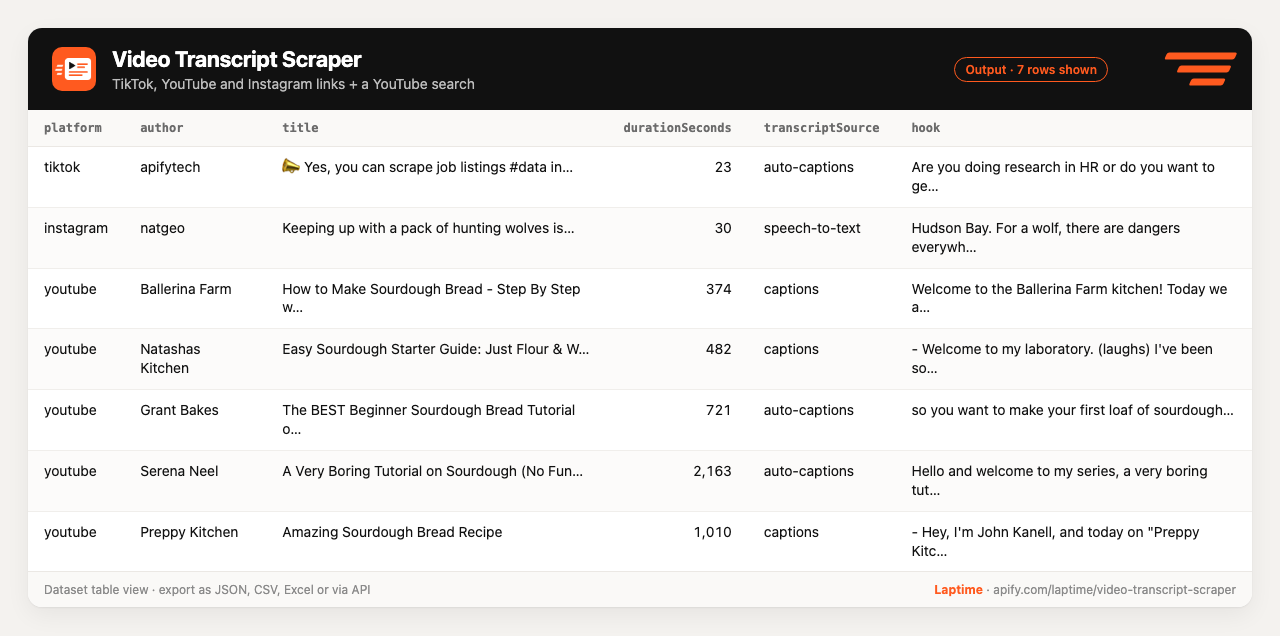 Video Transcript Scraper
TikTok, YouTube and Instagram links + a YouTube search
Output · 7 rows shown
platform author title durationSeconds transcriptSource hook
tiktok apifytech 📣 Yes, you can scrape job listings #data in... 23 auto-captions Are you doing research in HR or do you want to
ge...
instagram natgeo Keeping up with a pack of hunting wolves is... 30 speech-to-text Hudson Bay. For a wolf, there are dangers
everywh...
youtube Ballerina Farm How to Make Sourdough Bread - Step By Step 374 captions Welcome to the Ballerina Farm kitchen! Today we
w... a...
youtube Natashas Easy Sourdough Starter Guide: Just Flour & W... 482 captions - Welcome to my laboratory. (laughs) I've been
Kitchen so...
youtube Grant Bakes The BEST Beginner Sourdough Bread Tutorial 721 auto-captions so you want to make your first loaf of sourdough...
o...
youtube Serena Neel A Very Boring Tutorial on Sourdough (No Fun... 2,163 auto-captions Hello and welcome to my series, a very boring
tut...
youtube Preppy Kitchen Amazing Sourdough Bread Recipe 1,010 captions - Hey, I'm John Kanell, and today on "Preppy
Kitc...
Dataset table view · export as JSON, CSV, Excel or via API
Laptime · apify.com/laptime/video-transcript-scraper